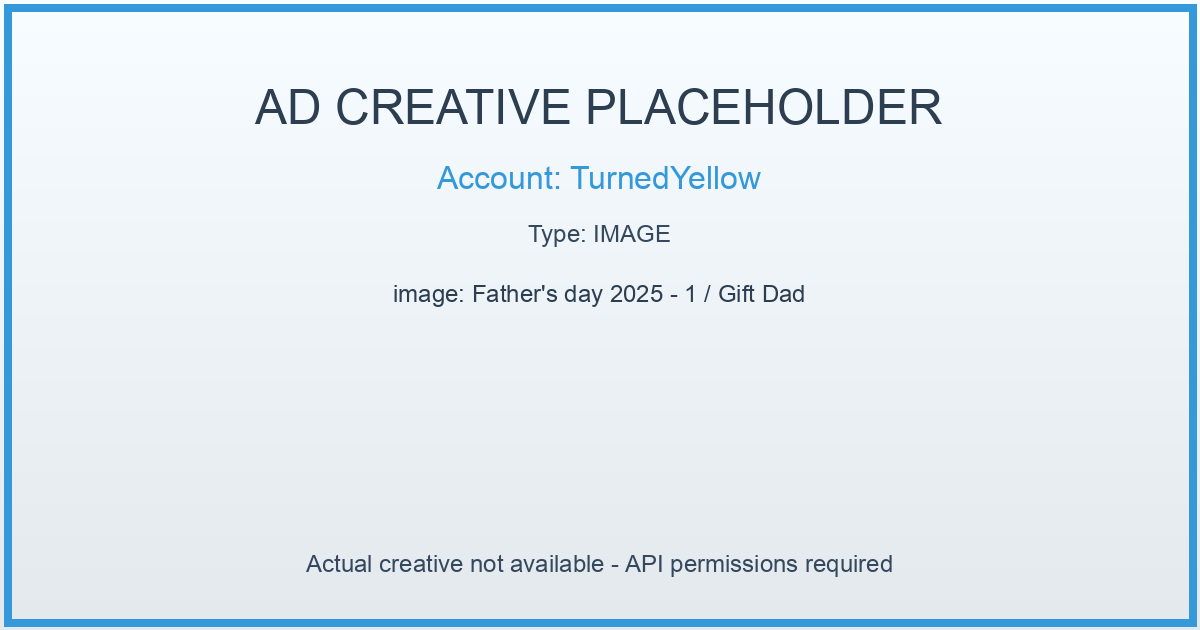 AD CREATIVE PLACEHOLDER
Account: TurnedYellow
Type: IMAGE
image: Father's day 2025 - 1 / Gift Dad
Actual creative not available - API permissions required